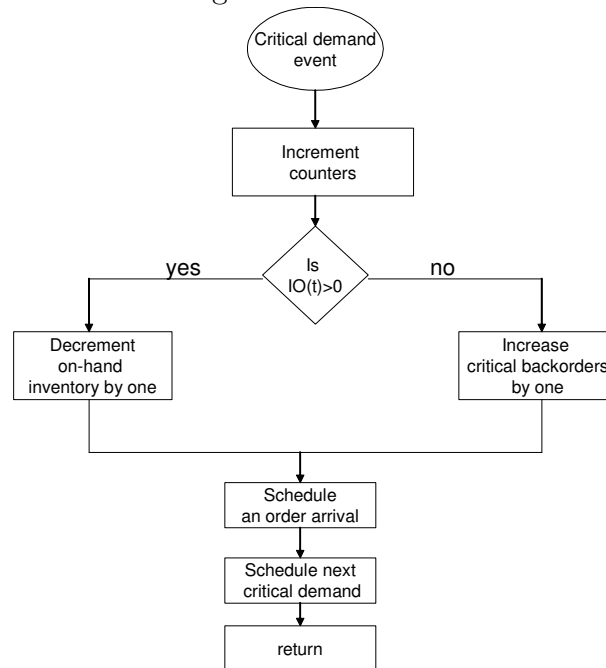 Critical demand
event
Increment
counters
Is
IO(t)>0
yes
no
Decrement
on-hand
inventory by one
Increase
critical backorders
by one
Schedule
an order arrival
Schedule next
critical demand
return